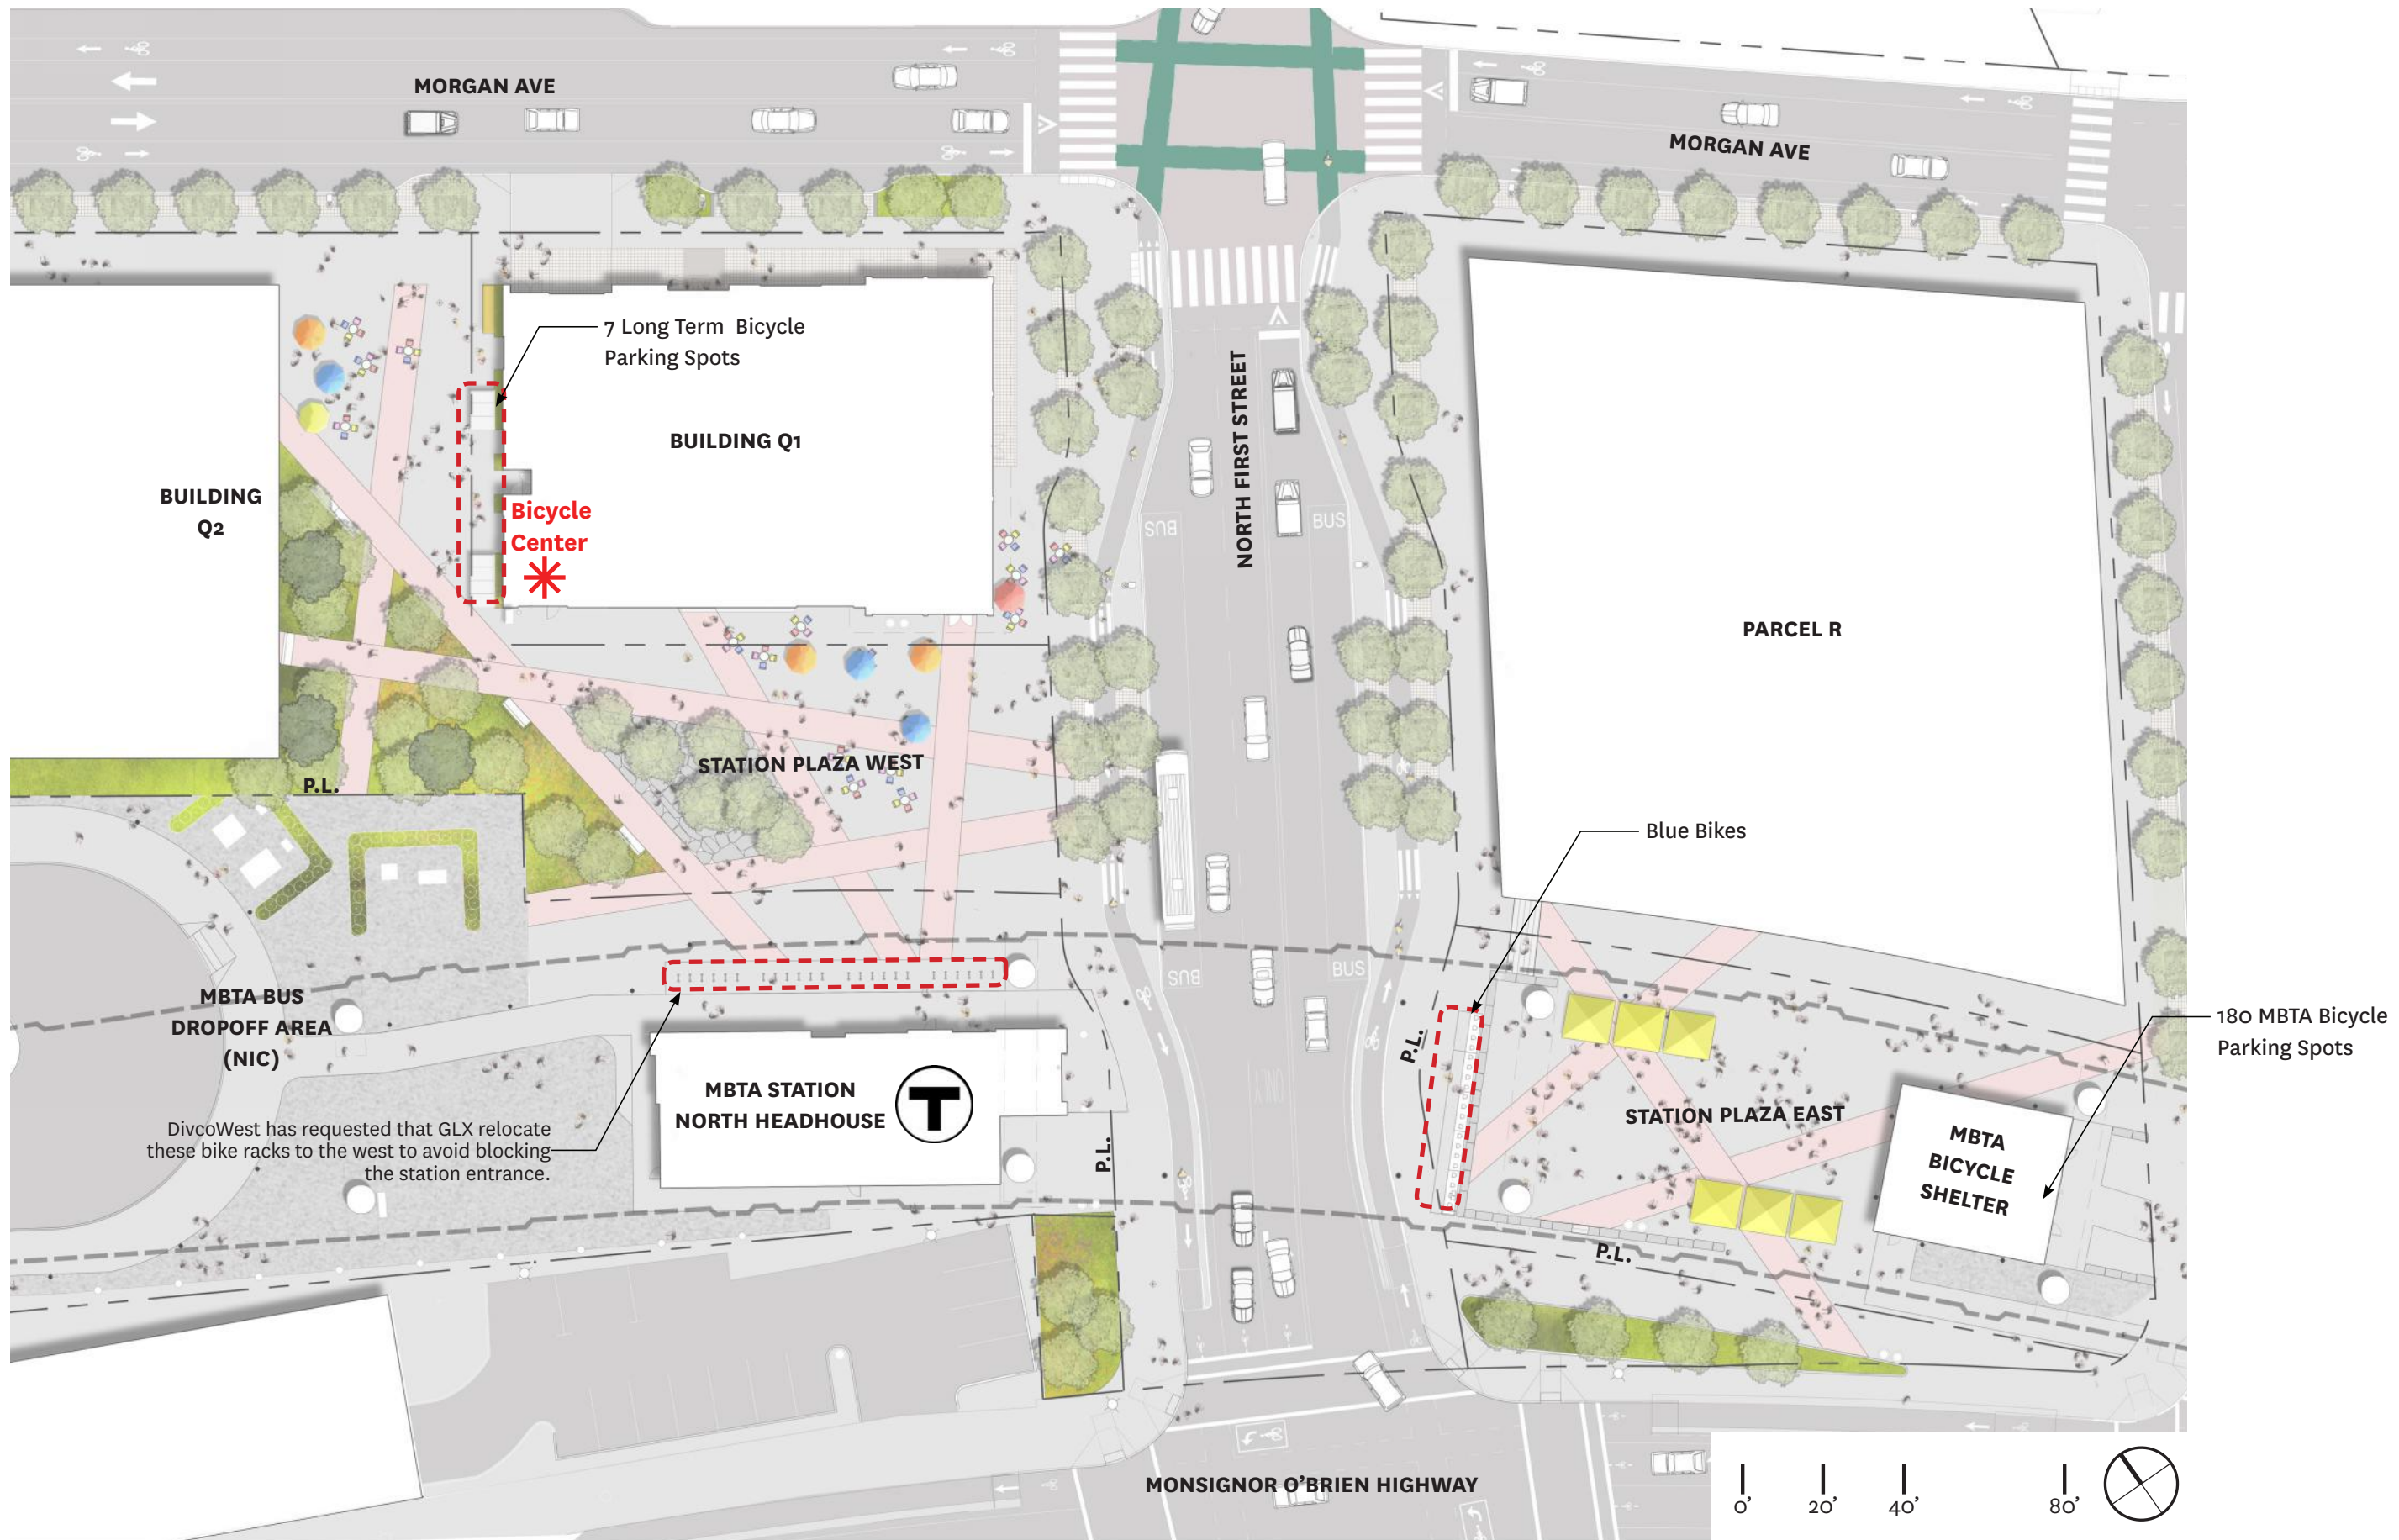 MORGAN AVE
MORGAN AVE
7 Long Term Bicycle
Parking Spots
BUILDING Q1
NORTH FIRST STREET
BUILDING
Q2
Bicycle
Center
BUS
BUS
PARCEL R
STATION PLAZA WEST
P.L.
Blue Bikes
BUS
BUS
MBTA BUS
DROPOFF AREA
(NIC)
180 MBTA Bicycle
Parking Spots
P.L.
MBTA STATION
NORTH HEADHOUSE
T
ONLY
STATION PLAZA EAST
DivcoWest has requested that GLX relocate
these bike racks to the west to avoid blocking
the station entrance.
P.L.
MBTA
BICYCLE
SHELTER
P.L.
MONSIGNOR O'BRIEN HIGHWAY
0'
20'
40'
80'